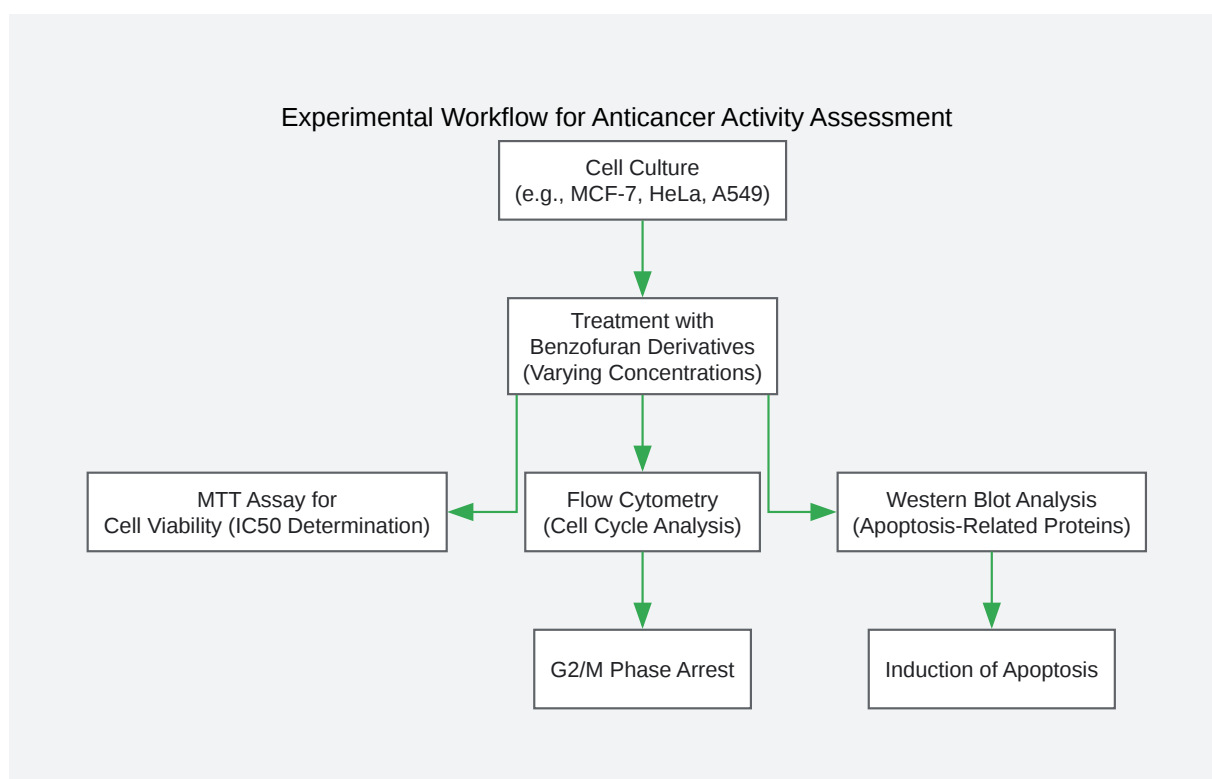 Experimental Workflow for Anticancer Activity Assessment
Cell Culture
(e.g., MCF-7, HeLa, A549)
Treatment with
Benzofuran Derivatives
(Varying Concentrations)
MTT Assay for
Cell Viability (IC50 Determination)
Flow Cytometry
(Cell Cycle Analysis)
Western Blot Analysis
(Apoptosis-Related Proteins)
G2/M Phase Arrest
Induction of Apoptosis